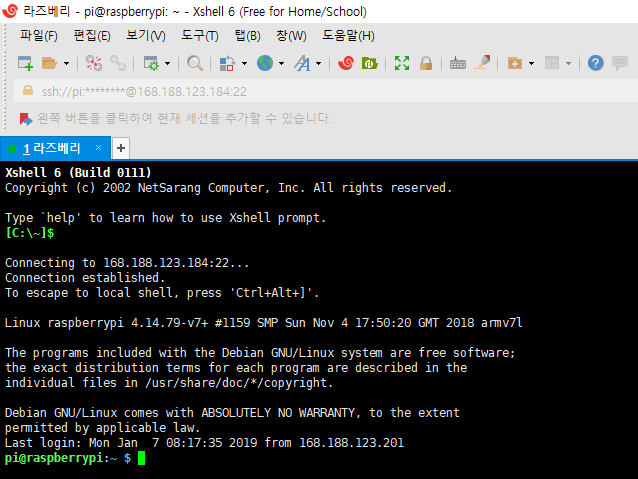 라즈베리 - pi@raspberrypi: ~ - Xshell 6 (Free for Home/School)
파일(F) 편집(E) 보기(V) 도구(T) 탭(B) 창(W) 도움말(H)
ssh://pi:********@168.188.123.184:22
왼쪽 버튼을 클릭하여 현재 세션을 추가할 수 있습니다.
1 라즈베리 × +
Xshell 6 (Build 0111)
Copyright (c) 2002 NetSarang Computer, Inc. All rights reserved.
Type `help' to learn how to use Xshell prompt.
[C:\~]$
Connecting to 168.188.123.184:22...
Connection established.
To escape to local shell, press 'Ctrl+Alt+]'.
Linux raspberrypi 4.14.79-v7+ #1159 SMP Sun Nov 4 17:50:20 GMT 2018 armv7l
The programs included with the Debian GNU/Linux system are free software;
the exact distribution terms for each program are described in the
individual files in /usr/share/doc/*/copyright.
Debian GNU/Linux comes with ABSOLUTELY NO WARRANTY, to the extent
permitted by applicable law.
Last login: Mon Jan  7 08:17:35 2019 from 168.188.123.201
pi@raspberrypi:~ $